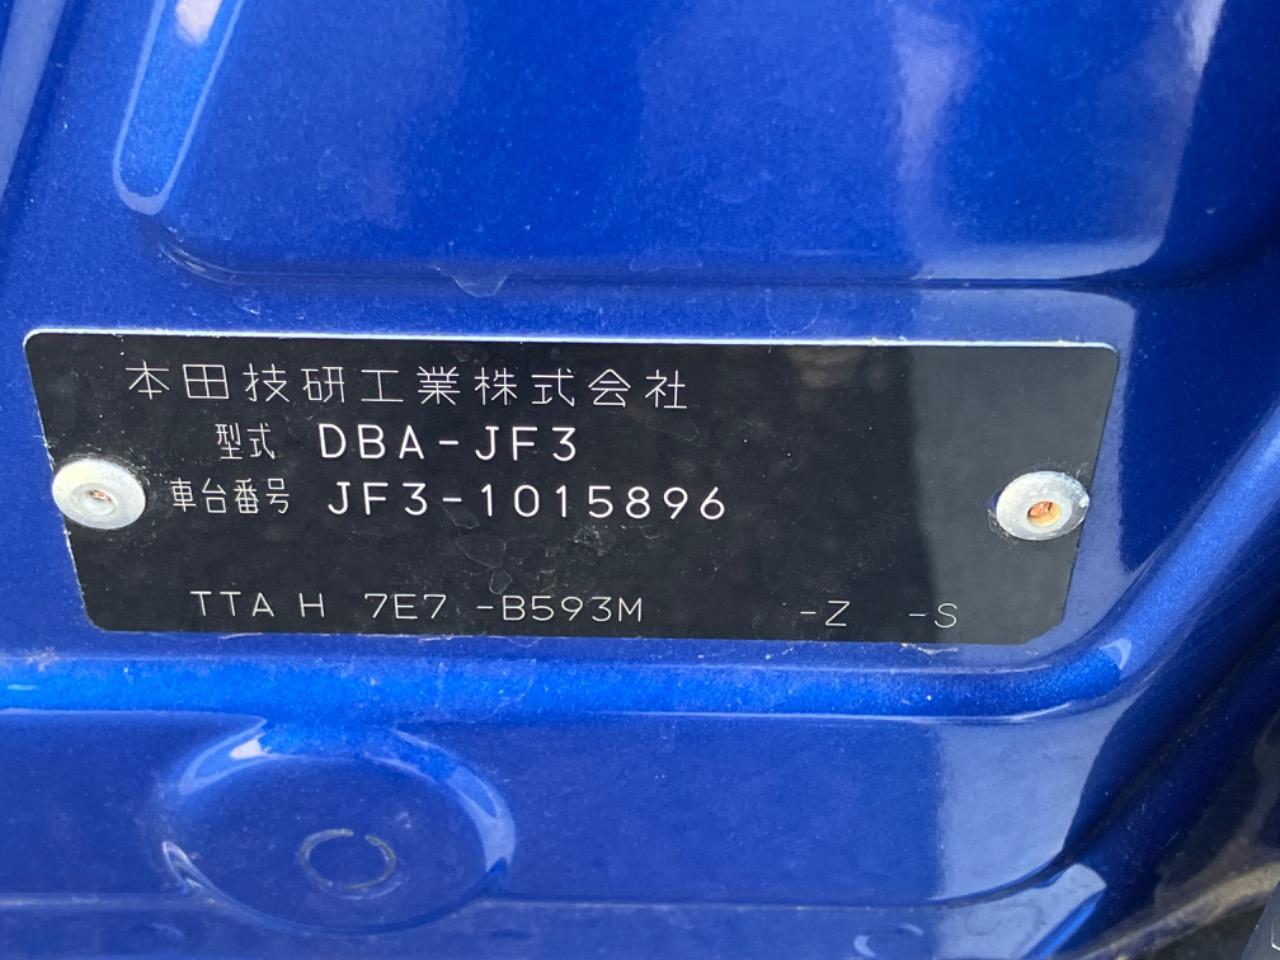 本田技研工業株式会社
型式 DBA-JF3
車台番号 JF3-1015896
TTA H 7E7 -B593M -Z -S